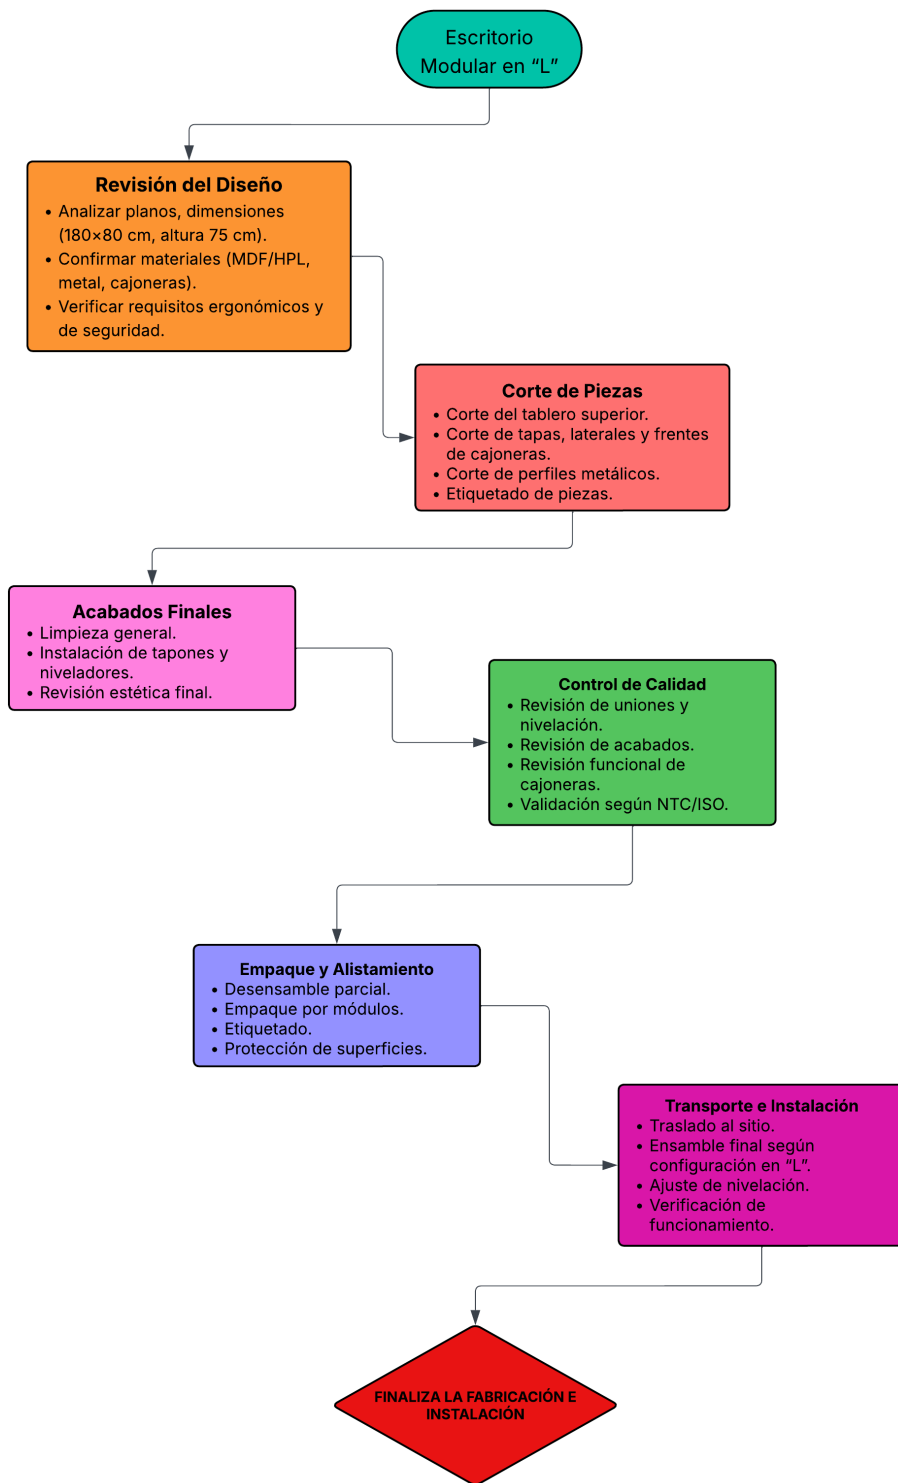 Escritorio
Modular en “L”
Revisión del Diseño
• Analizar planos, dimensiones
(180×80 cm, altura 75 cm).
• Confirmar materiales (MDF/HPL,
metal, cajoneras).
• Verificar requisitos ergonómicos y
de seguridad.
Corte de Piezas
• Corte del tablero superior.
• Corte de tapas, laterales y frentes
de cajoneras.
• Corte de perfiles metálicos.
• Etiquetado de piezas.
Acabados Finales
• Limpieza general.
• Instalación de tapones y
niveladores.
• Revisión estética final.
Control de Calidad
• Revisión de uniones y
nivelación.
• Revisión de acabados.
• Revisión funcional de
cajoneras.
• Validación según NTC/ISO.
Empaque y Alistamiento
• Desensamble parcial.
• Empaque por módulos.
• Etiquetado.
• Protección de superficies.
Transporte e Instalación
• Traslado al sitio.
• Ensamble final según
configuración en “L”.
• Ajuste de nivelación.
• Verificación de
funcionamiento.
FINALIZA LA FABRICACIÓN E
INSTALACIÓN